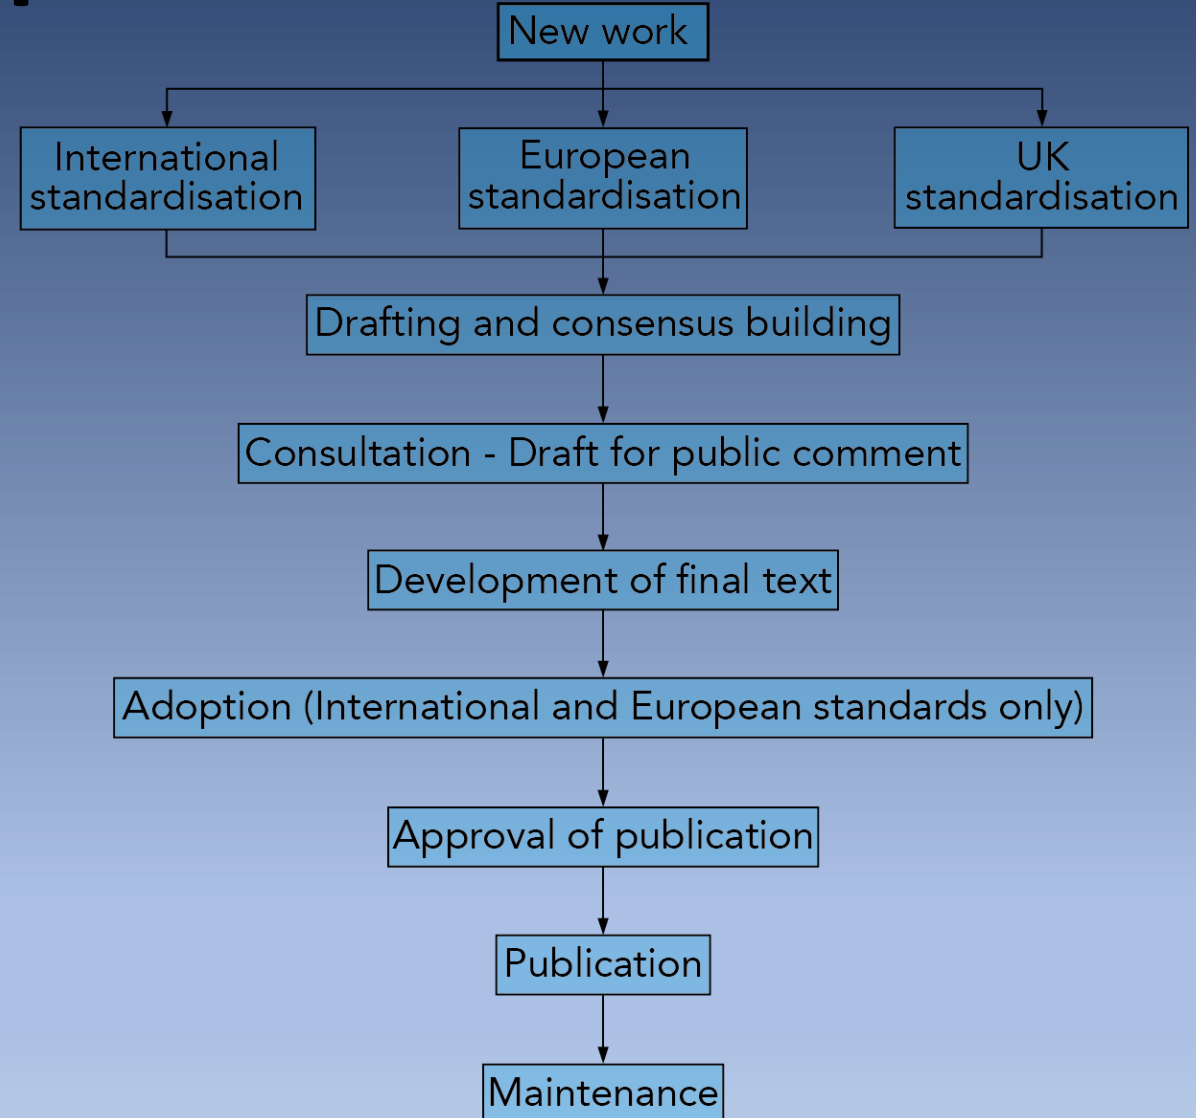 New work
International
standardisation
European
standardisation
UK
standardisation
Drafting and consensus building
Consultation - Draft for public comment
Development of final text
Adoption (International and European standards only)
Approval of publication
Publication
Maintenance